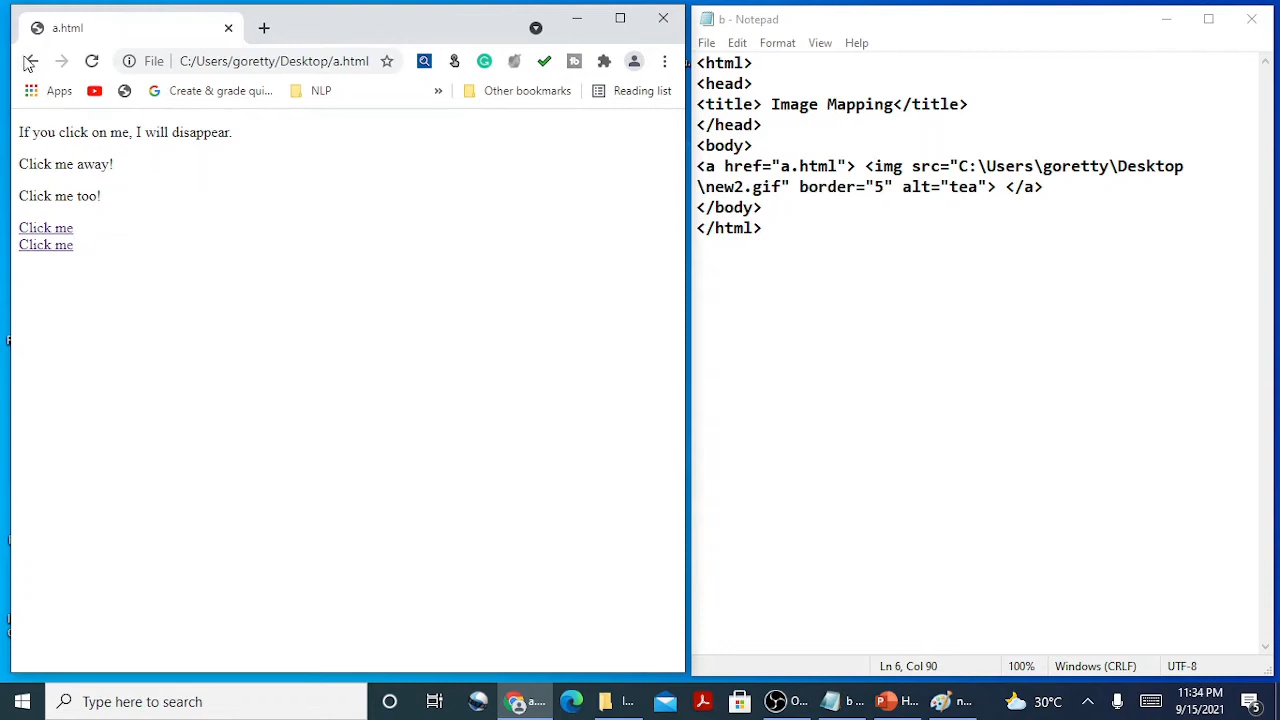 a.html
File
C:/Users/goretty/Desktop/a.html
Apps
Create & grade qui...
NLP
»
Other bookmarks
Reading list
If you click on me, I will disappear.
Click me away!
Click me too!
Click me
Click me
b - Notepad
File Edit Format View Help
<html>
<head>
<title> Image Mapping</title>
</head>
<body>
<a href="a.html"> <img src="C:\Users\goretty\Desktop
\new2.gif" border="5" alt="tea"> </a>
</body>
</html>
Ln 6, Col 90
100%
Windows (CRLF)
UTF-8
Type here to search
a....
l...
O...
b ...
H...
n...
30°C
11:34 PM
9/15/2021
5